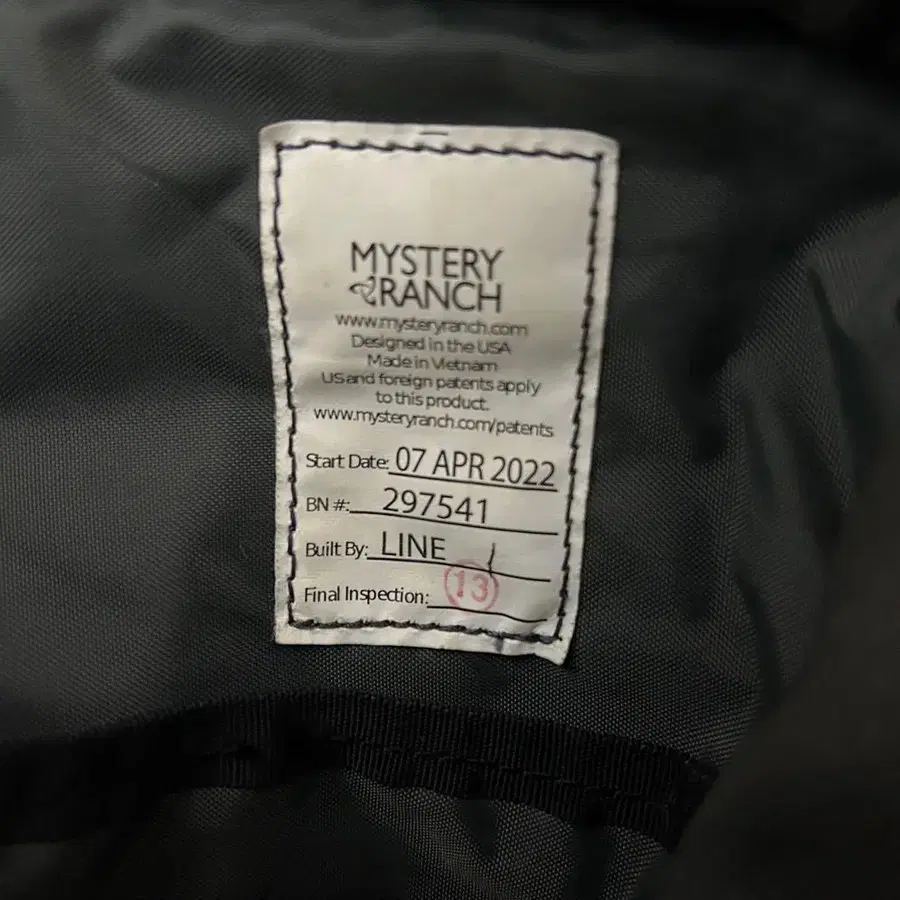 MYSTERY
RANCH
www.mysteryranch.com
Designed in the USA
Made in Vietnam
US and foreign patents apply
to this product.
www.mysteryranch.com/patents
Start Date: 07 APR 2022
BN #: 297541
Built By: LINE
Final Inspection: 13